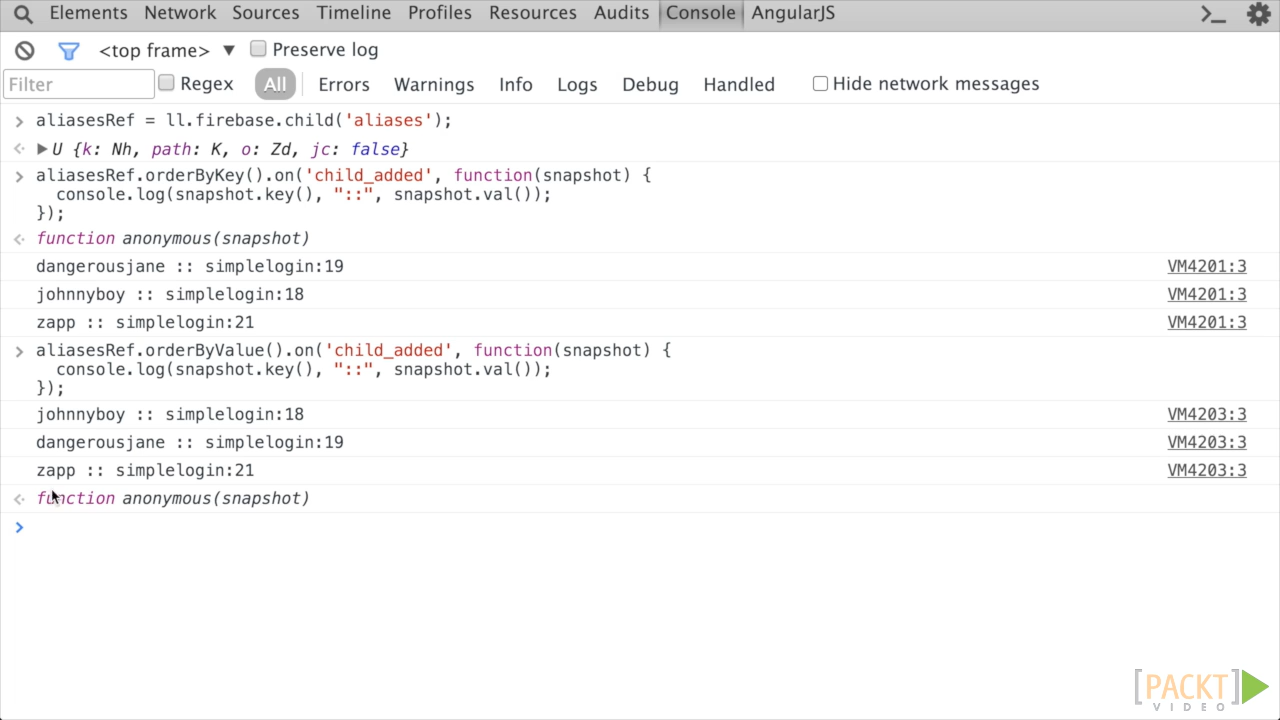 Elements Network Sources Timeline Profiles Resources Audits Console AngularJS
<top frame> ▼ Preserve log
Filter Regex All Errors Warnings Info Logs Debug Handled Hide network messages
> aliasesRef = ll.firebase.child('aliases');
▶U {k: Nh, path: K, o: Zd, jc: false}
> aliasesRef.orderByKey().on('child_added', function(snapshot) {
console.log(snapshot.key(), "::", snapshot.val());
});
function anonymous(snapshot)
dangerousjane :: simplelogin:19 VM4201:3
johnnyboy :: simplelogin:18 VM4201:3
zapp :: simplelogin:21 VM4201:3
> aliasesRef.orderByValue().on('child_added', function(snapshot) {
console.log(snapshot.key(), "::", snapshot.val());
});
johnnyboy :: simplelogin:18 VM4203:3
dangerousjane :: simplelogin:19 VM4203:3
zapp :: simplelogin:21 VM4203:3
function anonymous(snapshot)
>
[PACKT]
VIDEO